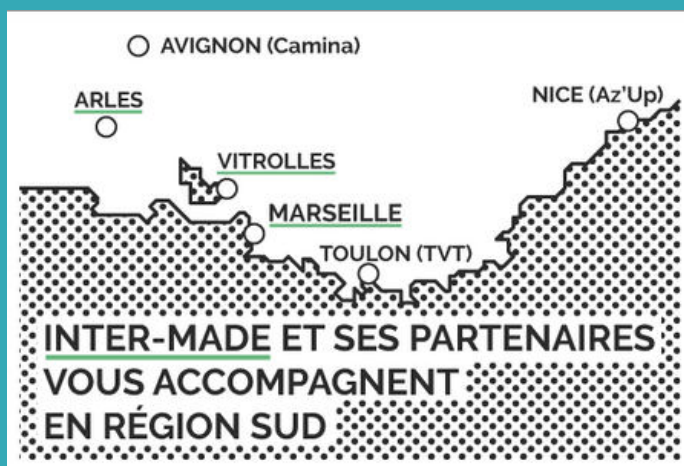 AVIGNON (Camina)
ARLES
NICE (Az'Up)
VITROLLES
MARSEILLE
TOULON (TVT)
INTER-MADE ET SES PARTENAIRES
VOUS ACCOMPAGNENT
EN RÉGION SUD